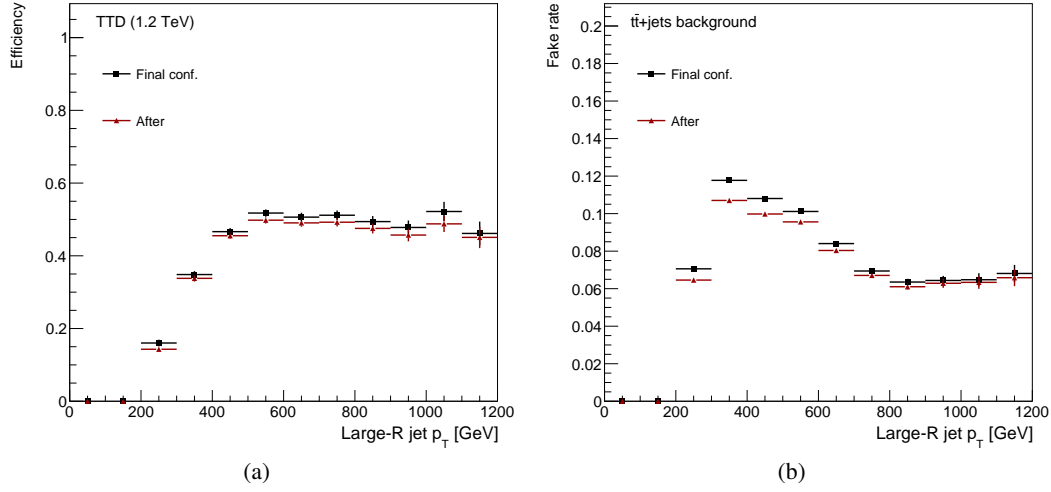 Efficiency
TTD (1.2 TeV)
Final conf.
After
1
0.8
0.6
0.4
0.2
0
0 200 400 600 800 1000 1200
Large-R jet p_T [GeV]
(a)
Fake rate
tt̄+jets background
Final conf.
After
0.2
0.18
0.16
0.14
0.12
0.1
0.08
0.06
0.04
0.02
0
0 200 400 600 800 1000 1200
Large-R jet p_T [GeV]
(b)